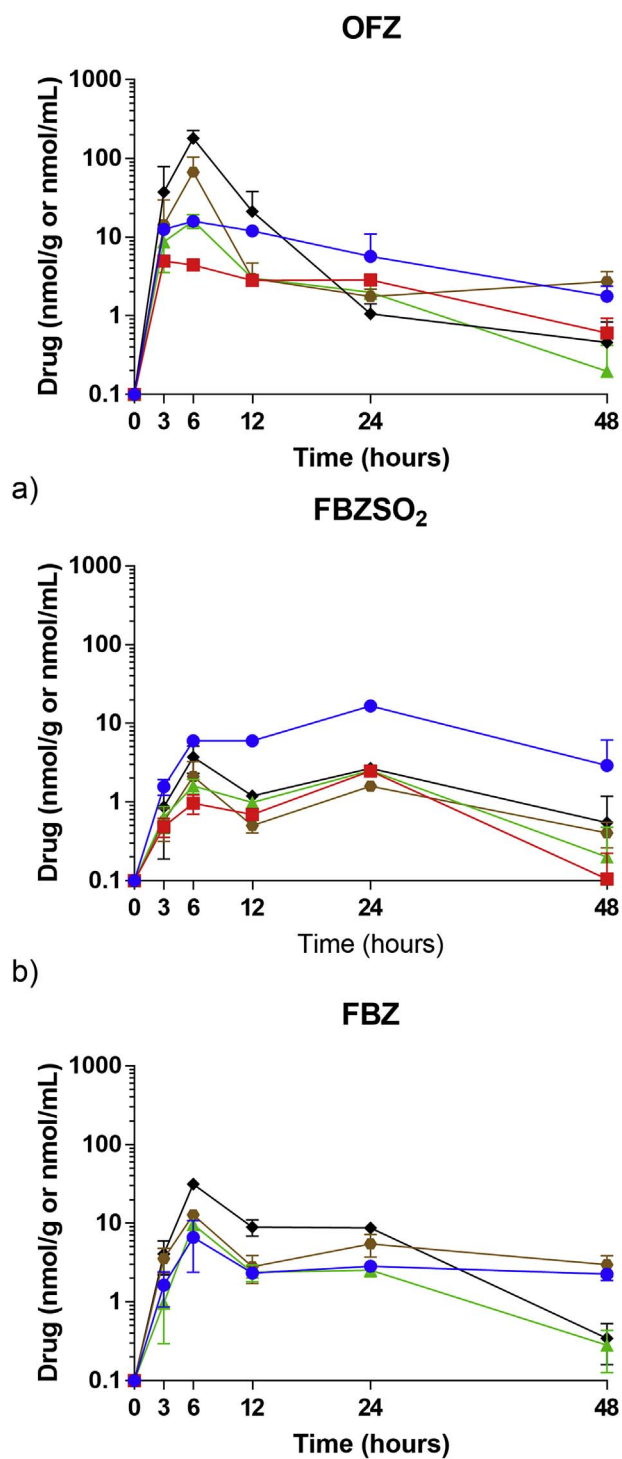 OFZ
Drug (nmol/g or nmol/mL)
1000
100
10
1
0.1
0 3 6 12 24 48
Time (hours)
a)
FBZSO₂
Drug (nmol/g or nmol/mL)
1000
100
10
1
0.1
0 3 6 12 24 48
Time (hours)
b)
FBZ
Drug (nmol/g or nmol/mL)
1000
100
10
1
0.1
0 3 6 12 24 48
Time (hours)